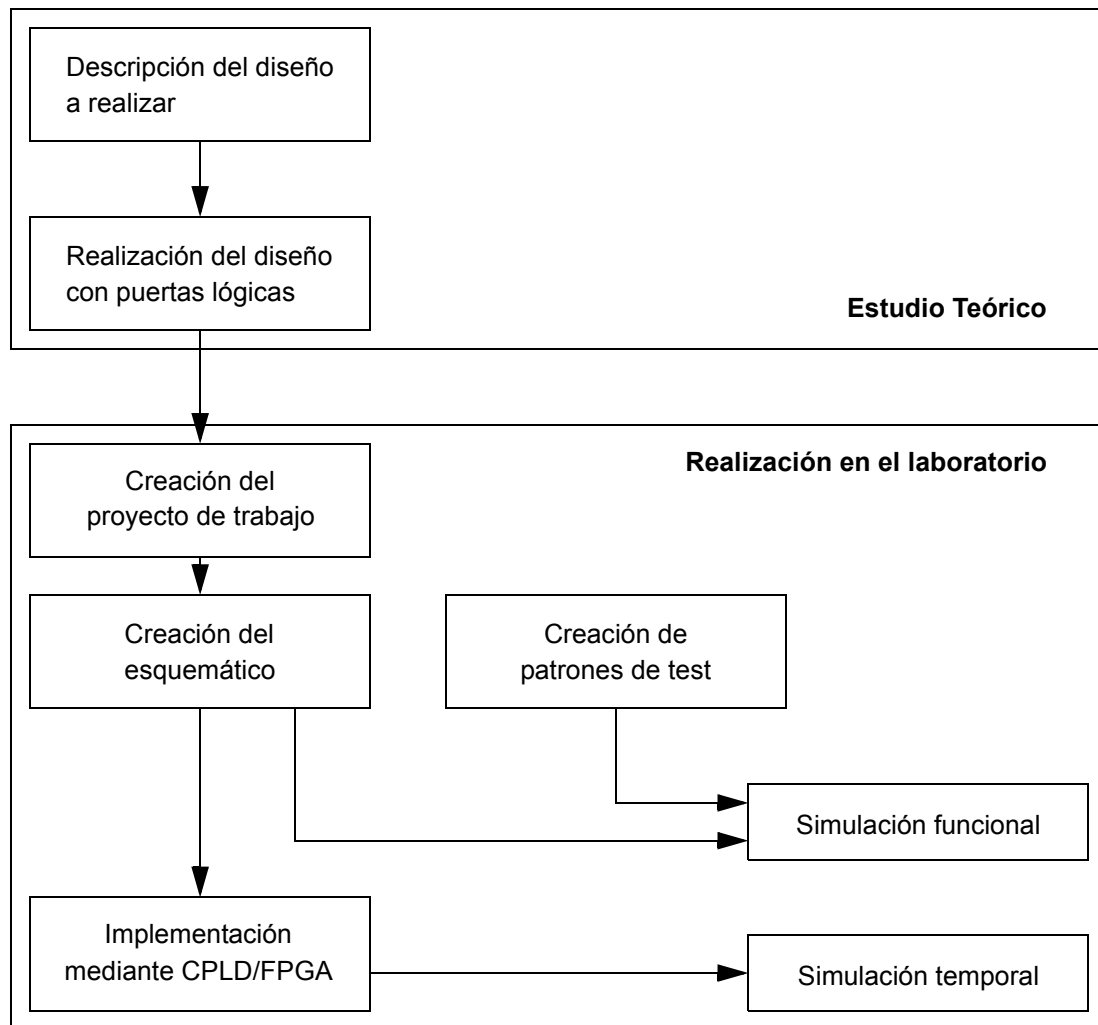 Descripción del diseño
a realizar
Realización del diseño
con puertas lógicas
Estudio Teórico
Realización en el laboratorio
Creación del
proyecto de trabajo
Creación del
esquemático
Creación de
patrones de test
Simulación funcional
Implementación
mediante CPLD/FPGA
Simulación temporal